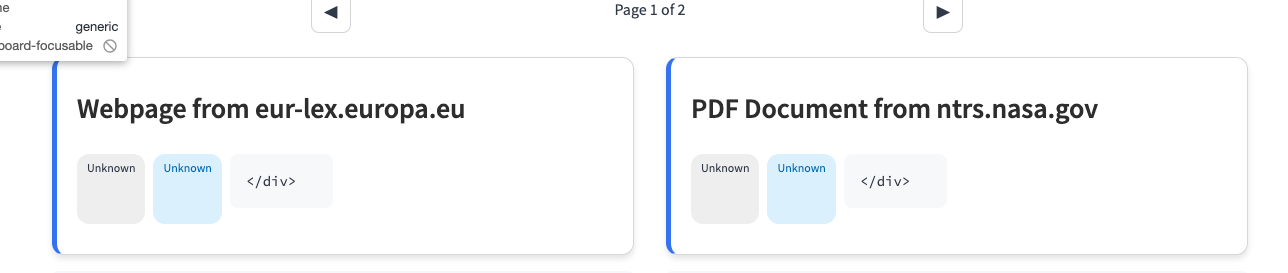 generic
board-focusable
◀ Page 1 of 2 ▶
Webpage from eur-lex.europa.eu
Unknown Unknown </div>
PDF Document from ntrs.nasa.gov
Unknown Unknown </div>